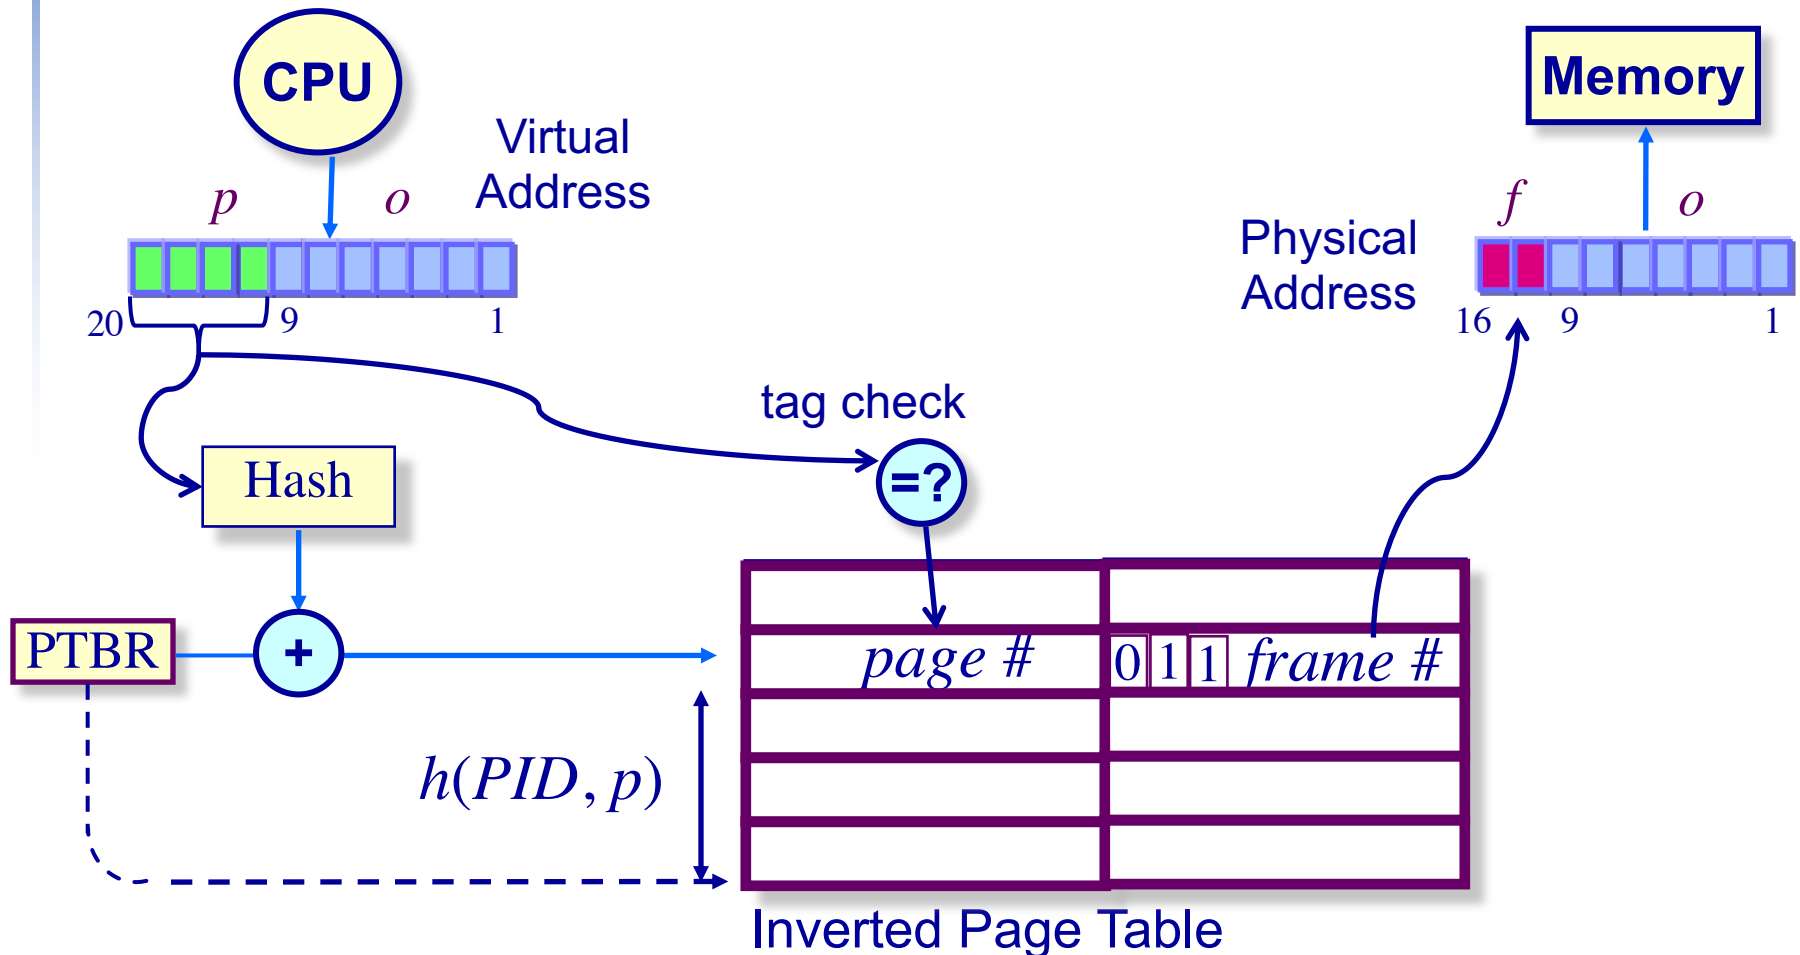 CPU
Memory
Virtual
Address
p
o
20
9
1
Physical
Address
f
o
16
9
1
tag check
=?
Hash
PTBR
+
page #
0 1 1 frame #
h(PID, p)
Inverted Page Table